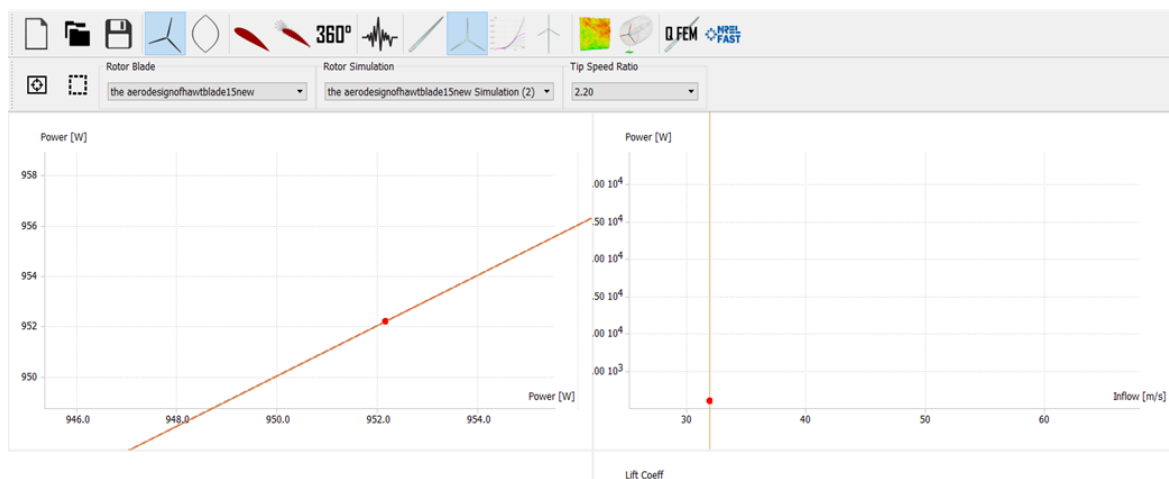 360°
Q FEM
NREL
FAST
Rotor Blade
Rotor Simulation
Tip Speed Ratio
the aerodesignofhawtblade15new
the aerodesignofhawtblade15new Simulation (2)
2.20
Power [W]
958
956
954
952
950
946.0
948.0
950.0
952.0
954.0
Power [W]
Power [W]
.00 10⁴
.50 10⁴
.00 10⁴
.50 10⁴
.00 10⁴
.00 10³
30
40
50
60
Inflow [m/s]
Lift Coeff